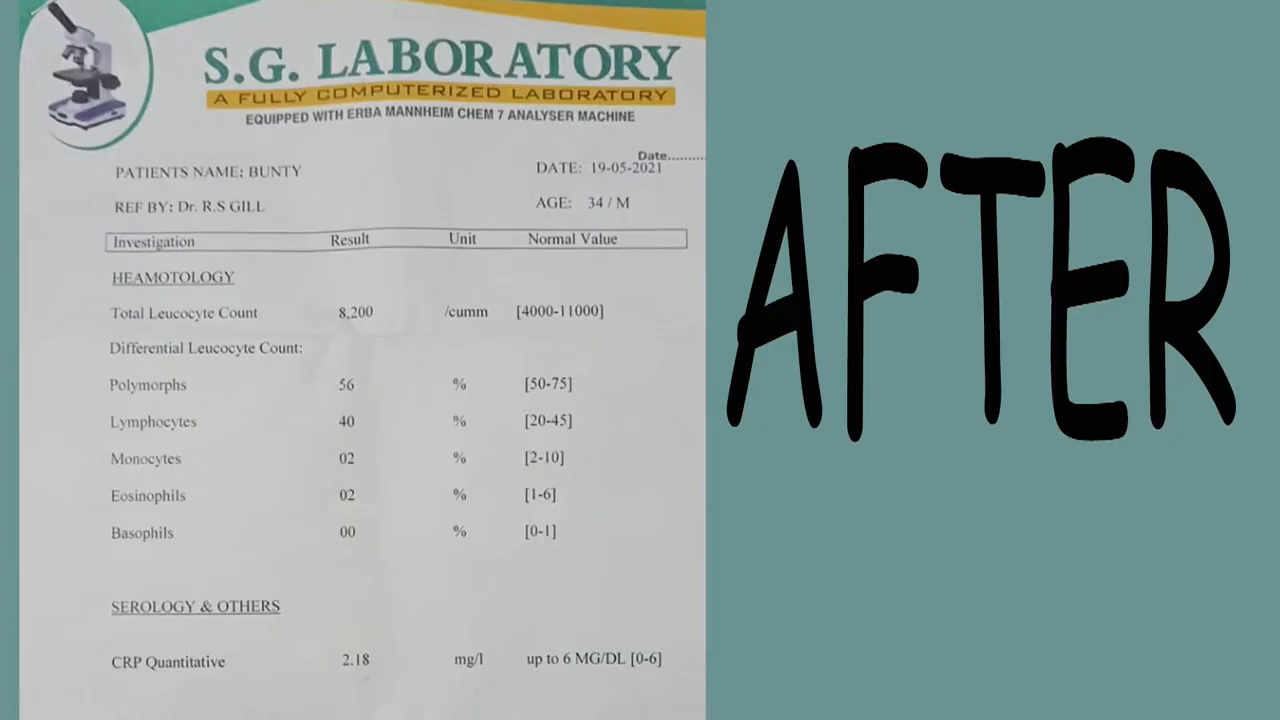 S.G. LABORATORY
A FULLY COMPUTERIZED LABORATORY
EQUIPPED WITH ERBA MANNHEIM CHEM 7 ANALYSER MACHINE
Date..........
PATIENTS NAME: BUNTY DATE: 19-05-2021
REF BY: Dr. R.S GILL AGE: 34 / M
Investigation Result Unit Normal Value
HEAMOTOLOGY
Total Leucocyte Count 8,200 /cumm [4000-11000]
Differential Leucocyte Count:
Polymorphs 56 % [50-75]
Lymphocytes 40 % [20-45]
Monocytes 02 % [2-10]
Eosinophils 02 % [1-6]
Basophils 00 % [0-1]
SEROLOGY & OTHERS
CRP Quantitative 2.18 mg/l up to 6 MG/DL [0-6]
AFTER